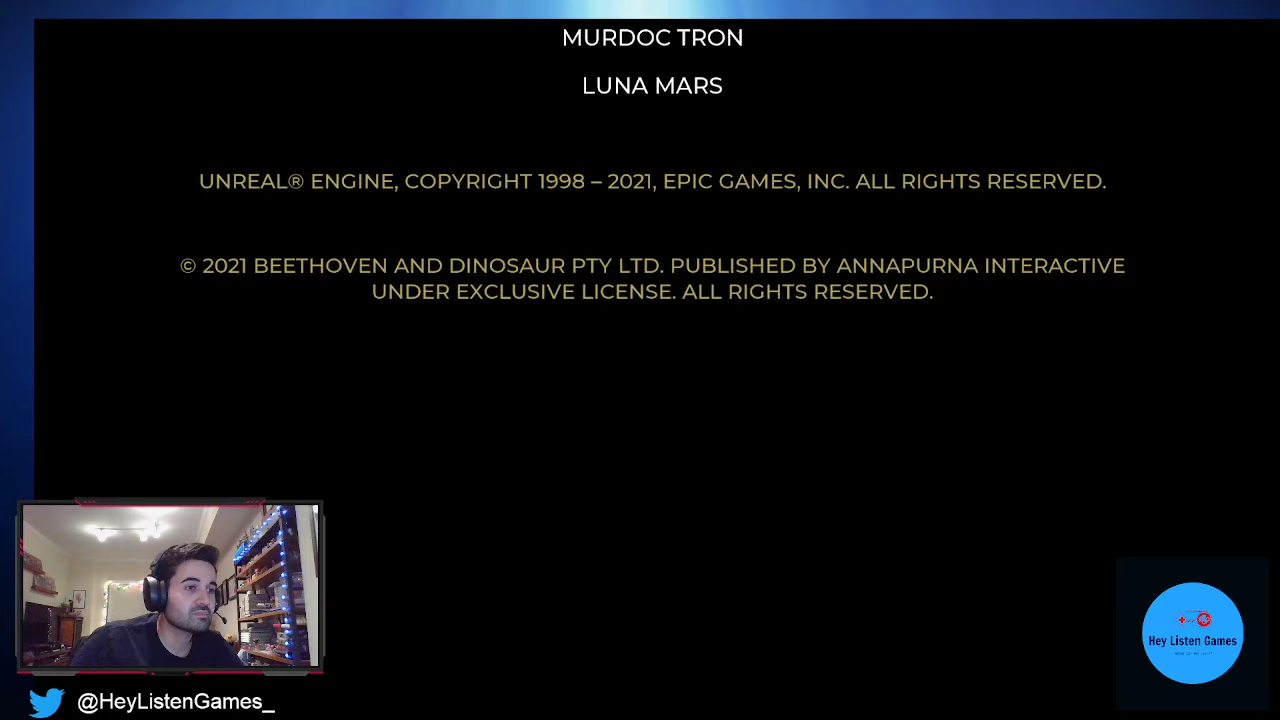 MURDOC TRON
LUNA MARS
UNREAL® ENGINE, COPYRIGHT 1998 – 2021, EPIC GAMES, INC. ALL RIGHTS RESERVED.
© 2021 BEETHOVEN AND DINOSAUR PTY LTD. PUBLISHED BY ANNAPURNA INTERACTIVE
UNDER EXCLUSIVE LICENSE. ALL RIGHTS RESERVED.
Hey Listen Games
@HeyListenGames_